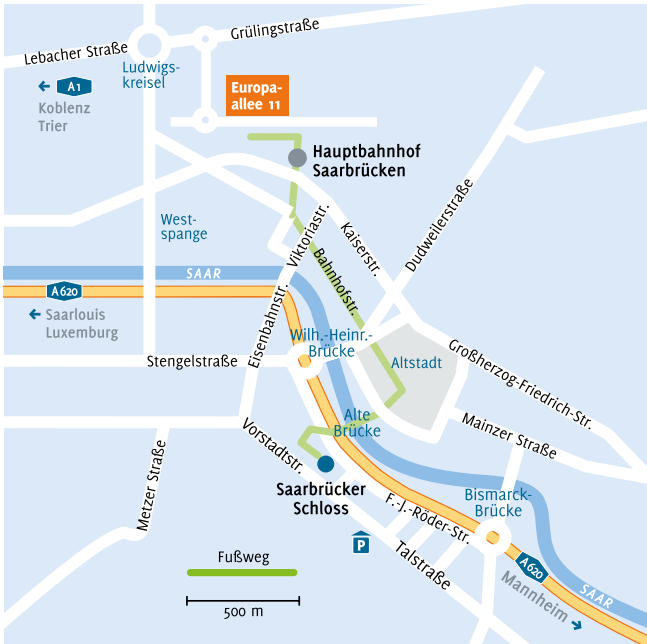 Grülingstraße
Lebacher Straße
Ludwigs-
kreisel
A1
Koblenz
Trier
Europa-
allee 11
Hauptbahnhof
Saarbrücken
West-
spange
Viktoriastr.
Kaiserstr.
Dudweilerstraße
Bahnhofstr.
SAAR
A 620
Saarlouis
Luxemburg
Eisenbahnstr.
Wilh.-Heinr.-
Brücke
Stengelstraße
Altstadt
Großherzog-Friedrich-Str.
Alte
Brücke
Mainzer Straße
Vorstadtstr.
Metzer Straße
Saarbrücker
Schloss
Bismarck-
Brücke
F.-J.-Röder-Str.
P
Talstraße
Fußweg
500 m
A 620
Mannheim
SAAR